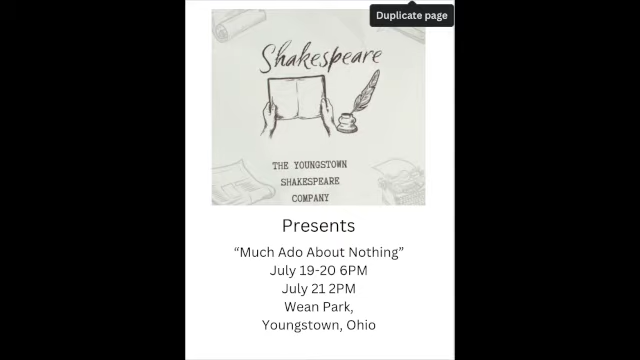 Duplicate page
Shakespeare
THE YOUNGSTOWN
SHAKESPEARE
COMPANY
Presents
“Much Ado About Nothing”
July 19-20 6PM
July 21 2PM
Wean Park,
Youngstown, Ohio